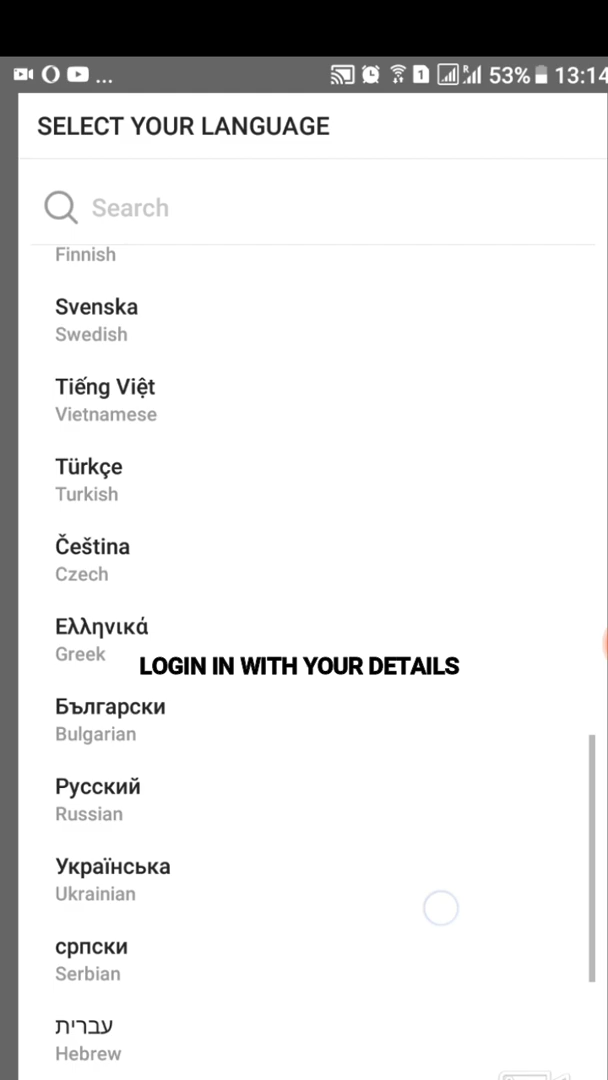 ... 1 R 53% 13:14
SELECT YOUR LANGUAGE
Search
Finnish
Svenska
Swedish
Tiếng Việt
Vietnamese
Türkçe
Turkish
Čeština
Czech
Ελληνικά
Greek
LOGIN IN WITH YOUR DETAILS
Български
Bulgarian
Русский
Russian
Українська
Ukrainian
српски
Serbian
עברית
Hebrew